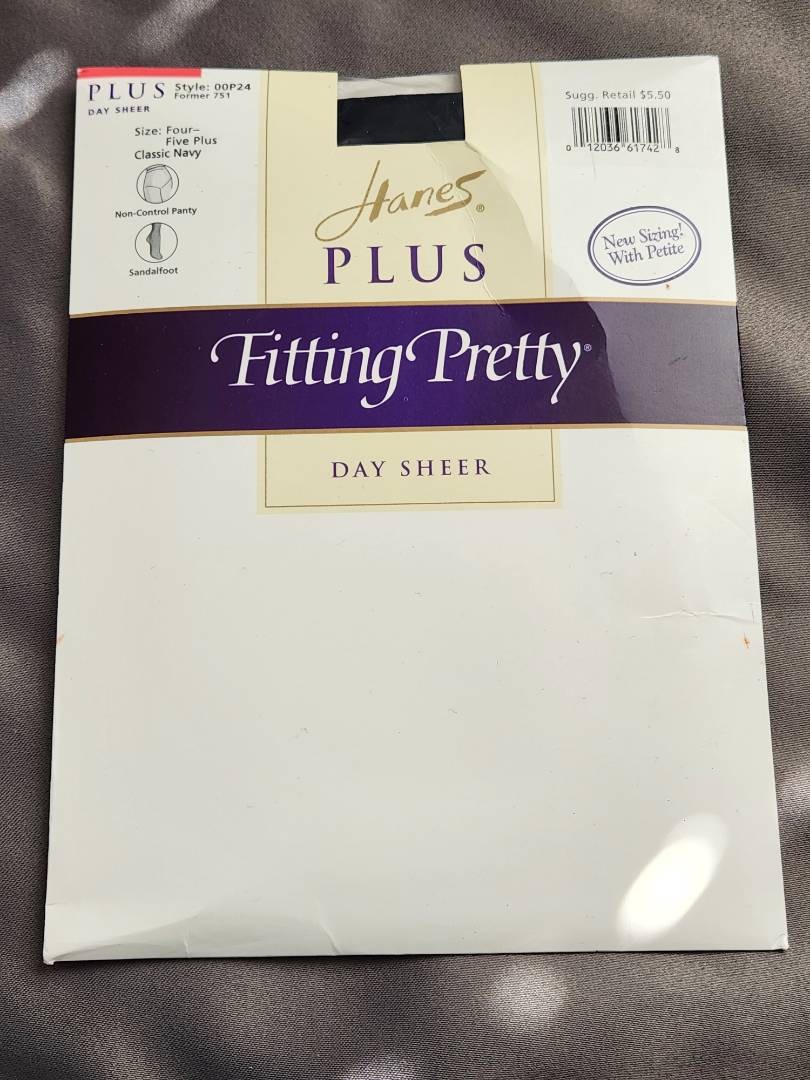 PLUS Style: 00P24
Former 751
DAY SHEER
Size: Four–
Five Plus
Classic Navy
Non-Control Panty
Sandalfoot
Hanes®
PLUS
Sugg. Retail $5.50
0 12036 61742 8
New Sizing!
With Petite
Fitting Pretty®
DAY SHEER